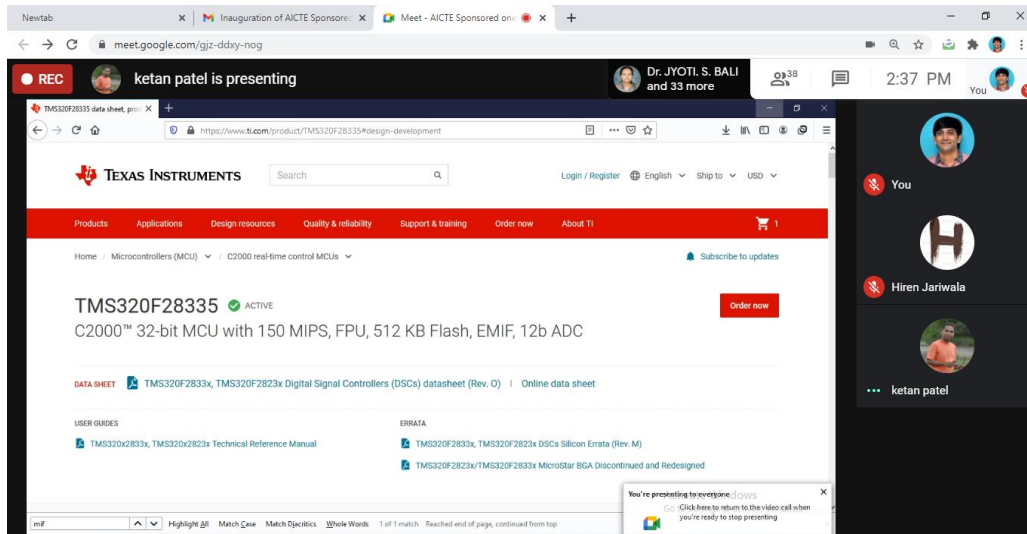 Newtab
Inauguration of AICTE Sponsored
Meet - AICTE Sponsored one
meet.google.com/gjz-ddxy-nog
REC
ketan patel is presenting
Dr. JYOTI. S. BALI
and 33 more
38
2:37 PM
You
TMS320F28335 data sheet, prod
https://www.ti.com/product/TMS320F28335#design-development
TEXAS INSTRUMENTS
Search
Login / Register English Ship to USD
Products Applications Design resources Quality & reliability Support & training Order now About TI 1
Home / Microcontrollers (MCU) / C2000 real-time control MCUs
Subscribe to updates
TMS320F28335 ACTIVE
Order now
C2000™ 32-bit MCU with 150 MIPS, FPU, 512 KB Flash, EMIF, 12b ADC
DATA SHEET TMS320F2833x, TMS320F2823x Digital Signal Controllers (DSCs) datasheet (Rev. O) | Online data sheet
USER GUIDES
TMS320x2833x, TMS320x2823x Technical Reference Manual
ERRATA
TMS320F2833x, TMS320F2823x DSCs Silicon Errata (Rev. M)
TMS320F2823x/TMS320F2833x MicroStar BGA Discontinued and Redesigned
You're presenting to everyone
Click here to return to the video call when
you're ready to stop presenting
mif
Highlight All Match Case Match Diacritics Whole Words 1 of 1 match Reached end of page, continued from top
You
H
Hiren Jariwala
ketan patel